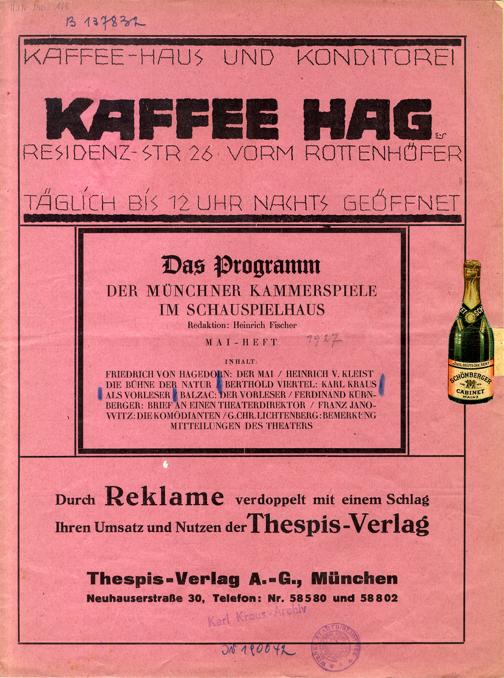 B 137832
KAFFEE-HAUS UND KONDITOREI
KAFFEE HAG
RESIDENZ-STR 26 · VORM ROTTENHÖFER
TÄGLICH BIS 12 UHR NACHTS GEÖFFNET
Das Programm
DER MÜNCHNER KAMMERSPIELE
IM SCHAUSPIELHAUS
Redaktion: Heinrich Fischer
MAI-HEFT 1927
INHALT:
FRIEDRICH VON HAGEDORN: DER MAI / HEINRICH V. KLEIST
DIE BÜHNE DER NATUR / BERTHOLD VIERTEL: KARL KRAUS
ALS VORLESER / BALZAC: DER VORLESER / FERDINAND KÜRN-
BERGER: BRIEF AN EINEN THEATERDIREKTOR / FRANZ JANO-
WITZ: DIE KOMÖDIANTEN / G. CHR. LICHTENBERG: BEMERKUNG
MITTEILUNGEN DES THEATERS
SCHÖNBERGER
CABINET
MAINZ
Durch Reklame verdoppelt mit einem Schlag
Ihren Umsatz und Nutzen der Thespis-Verlag
Thespis-Verlag A.-G., München
Neuhauserstraße 30, Telefon: Nr. 58580 und 58802
Karl Kraus-Archiv
JN 190042